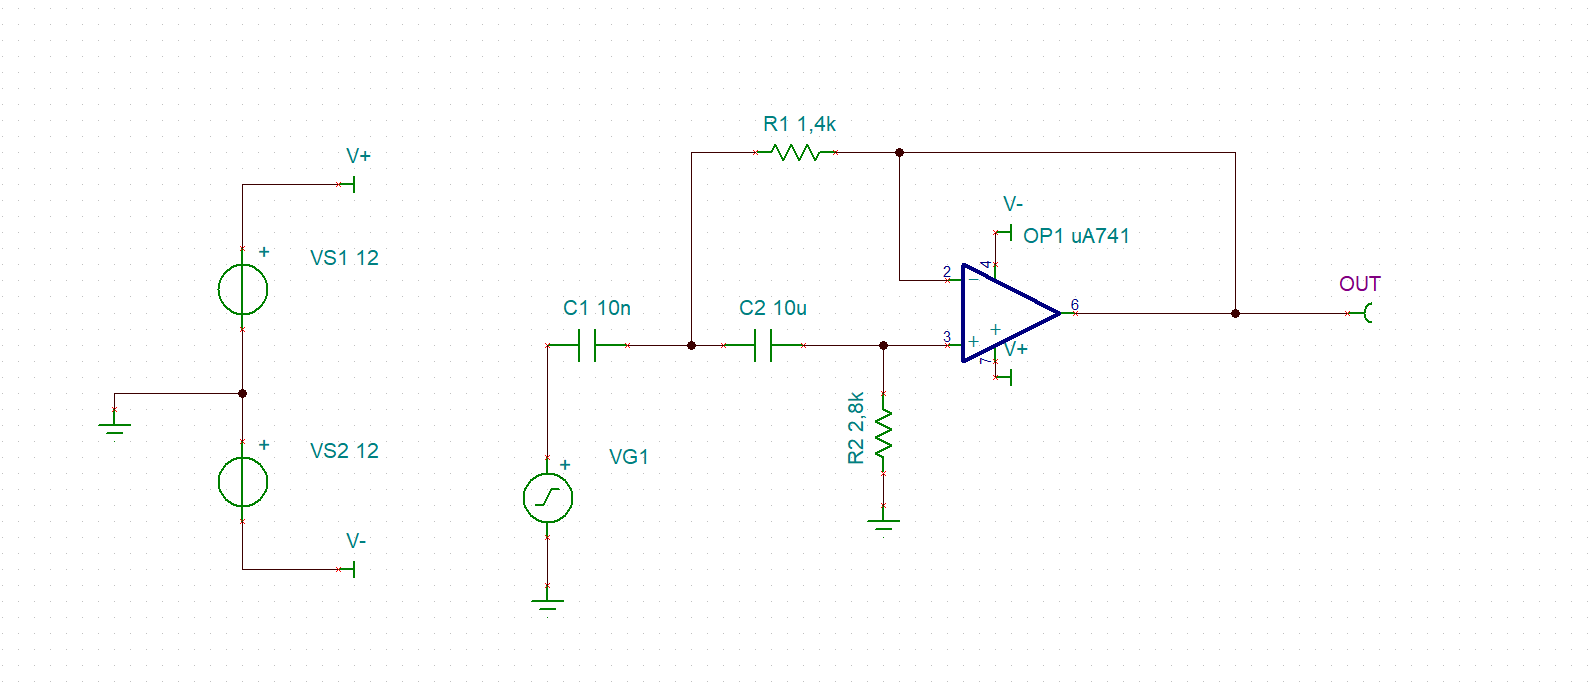 V+
+
VS1 12
+
VS2 12
V-
R1 1,4k
V-
OP1 uA741
4
2
−
6
OUT
C1 10n
C2 10u
3
+
+
V+
7
R2 2,8k
+
VG1